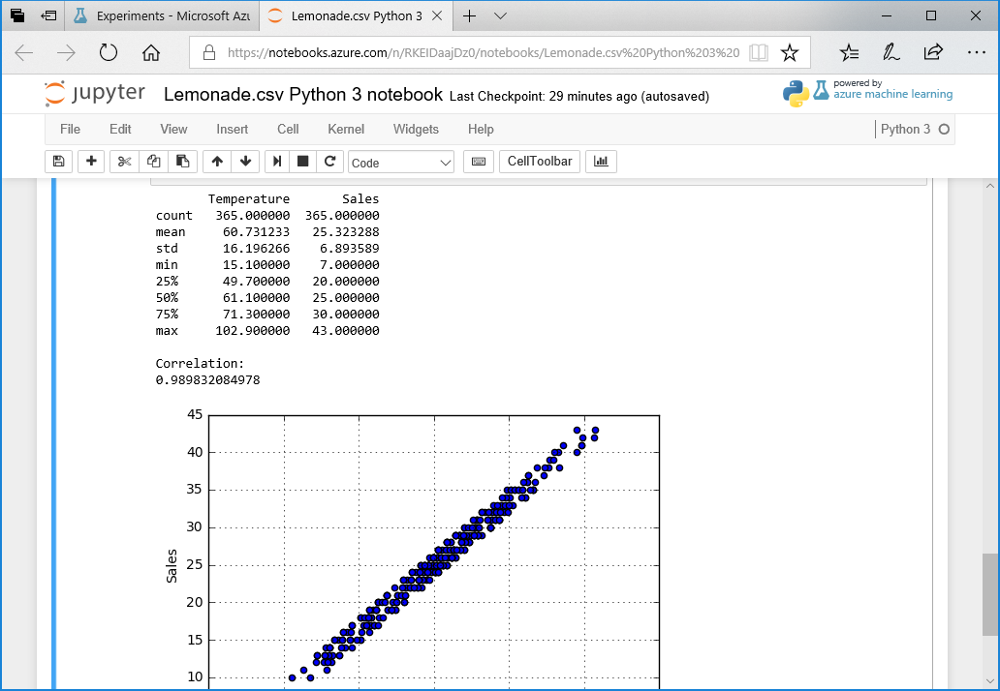 Experiments - Microsoft Azu
Lemonade.csv Python 3
https://notebooks.azure.com/n/RKEIDaajDz0/notebooks/Lemonade.csv%20Python%203%20
jupyter Lemonade.csv Python 3 notebook Last Checkpoint: 29 minutes ago (autosaved)
powered by
azure machine learning
File Edit View Insert Cell Kernel Widgets Help Python 3
Code CellToolbar
Temperature Sales
count 365.000000 365.000000
mean 60.731233 25.323288
std 16.196266 6.893589
min 15.100000 7.000000
25% 49.700000 20.000000
50% 61.100000 25.000000
75% 71.300000 30.000000
max 102.900000 43.000000
Correlation:
0.989832084978
45
40
35
30
25
Sales
20
15
10